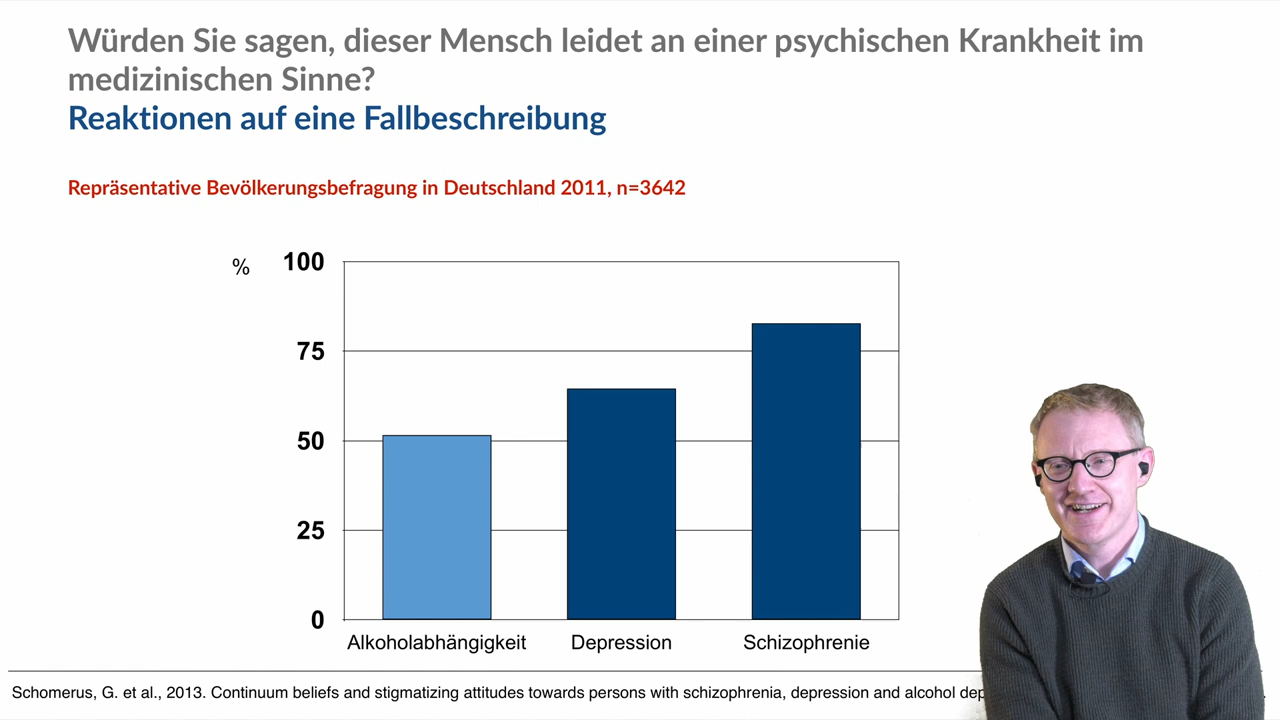 Würden Sie sagen, dieser Mensch leidet an einer psychischen Krankheit im
medizinischen Sinne?
Reaktionen auf eine Fallbeschreibung
Repräsentative Bevölkerungsbefragung in Deutschland 2011, n=3642
%
100
75
50
25
0
Alkoholabhängigkeit
Depression
Schizophrenie
Schomerus, G. et al., 2013. Continuum beliefs and stigmatizing attitudes towards persons with schizophrenia, depression and alcohol